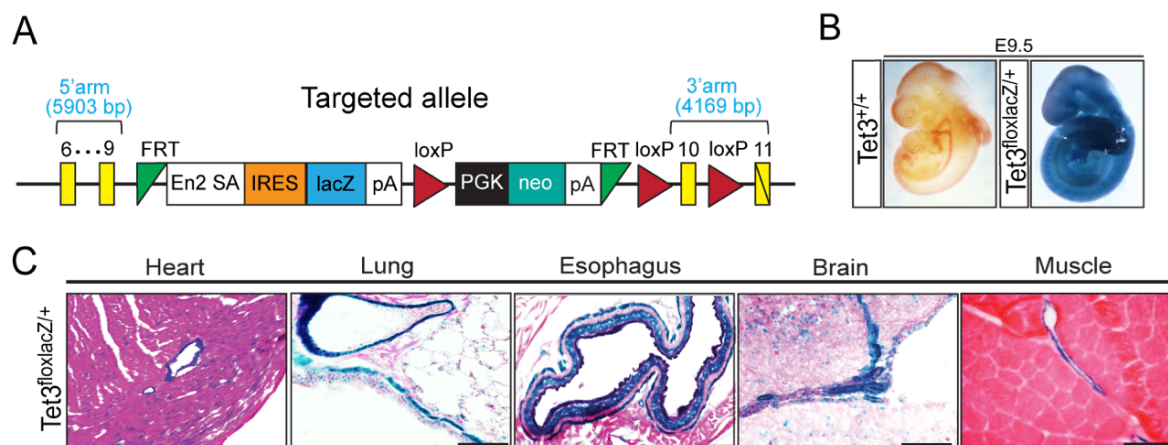 A
B
E9.5
5'arm
(5903 bp)
Targeted allele
3'arm
(4169 bp)
6...9
FRT
loxP
FRT
loxP 10 loxP 11
En2 SA IRES lacZ pA
PGK neo pA
Tet3+/+
Tet3floxlacZ/+
C
Heart
Lung
Esophagus
Brain
Muscle
Tet3floxlacZ/+